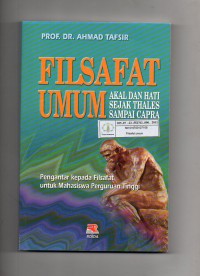 PROF. DR. AHMAD TAFSIR
FILSAFAT
UMUM
AKAL DAN HATI
SEJAK THALES
SAMPAI CAPRA
Pengantar kepada Filsafat
untuk Mahasiswa Perguruan Tinggi